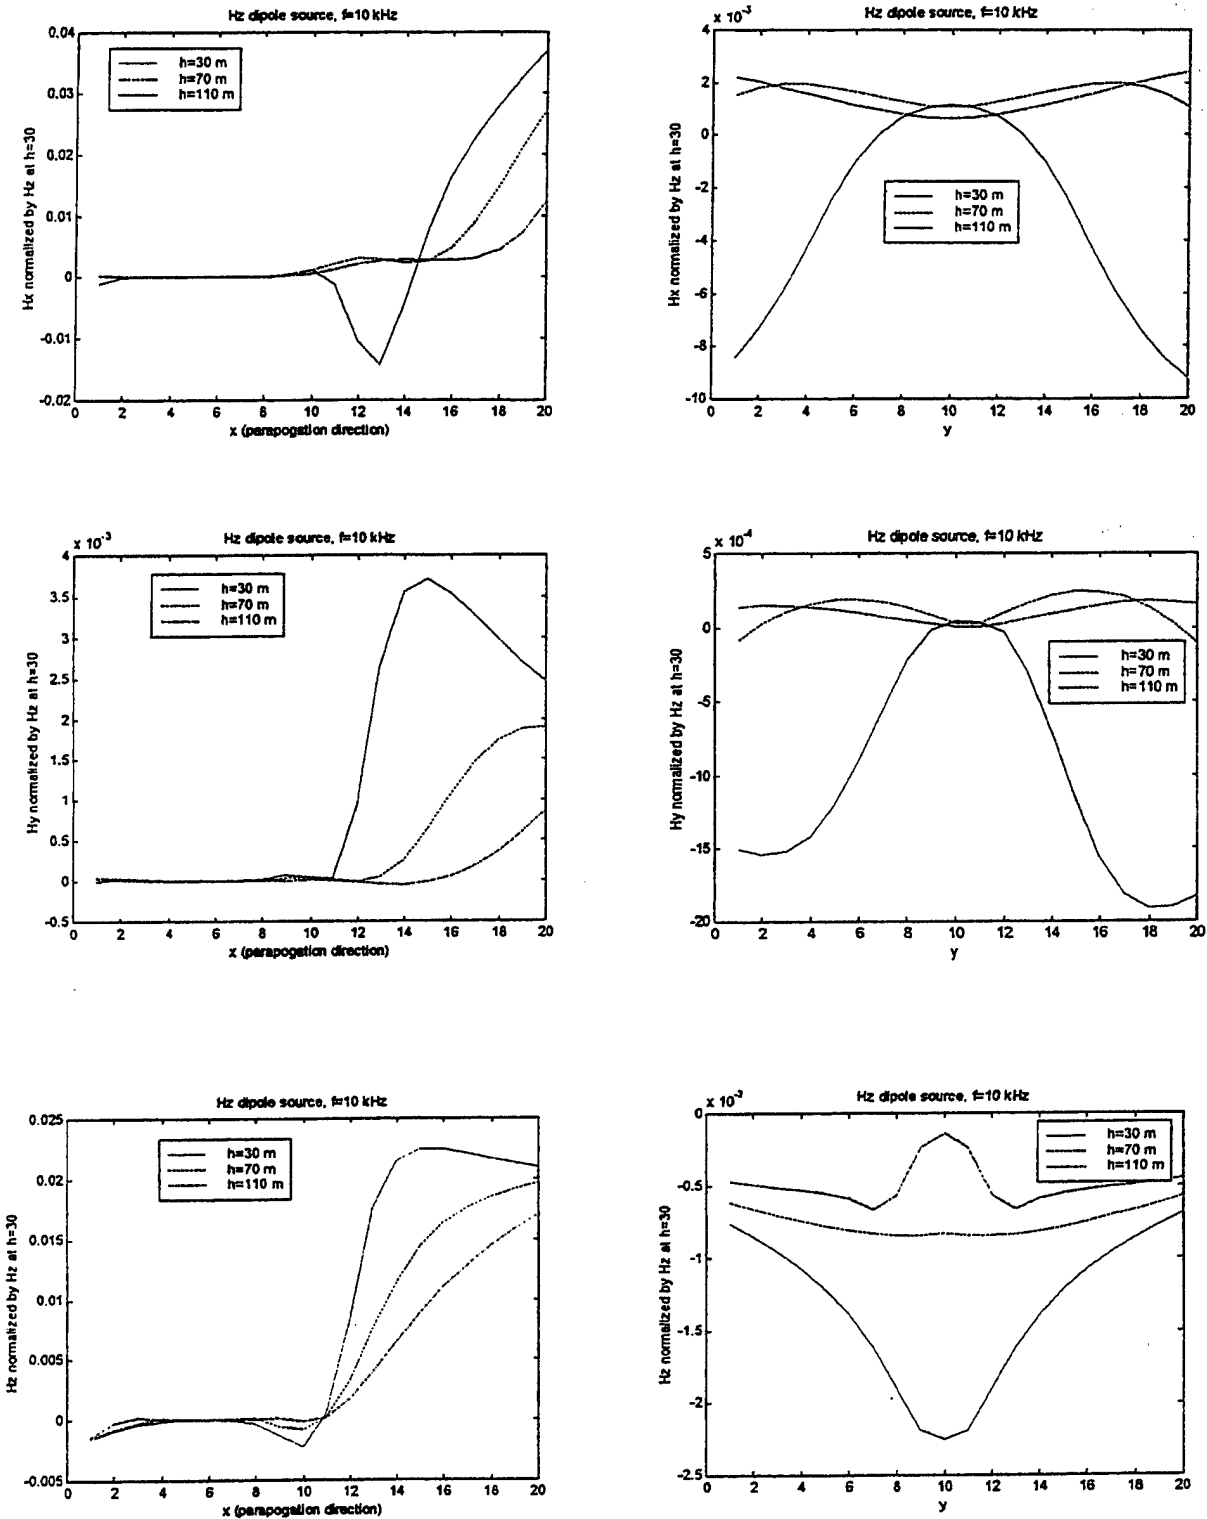 Hz dipole source, f=10 kHz
0.04
0.03
0.02
0.01
0
-0.01
-0.02
Hx normalized by Hz at h=30
h=30 m
h=70 m
h=110 m
0 2 4 6 8 10 12 14 16 18 20
x (parapogation direction)
Hz dipole source, f=10 kHz
x 10^-3
4
2
0
-2
-4
-6
-8
-10
Hx normalized by Hz at h=30
h=30 m
h=70 m
h=110 m
0 2 4 6 8 10 12 14 16 18 20
y
Hz dipole source, f=10 kHz
x 10^-3
4
3.5
3
2.5
2
1.5
1
0.5
0
-0.5
Hy normalized by Hz at h=30
h=30 m
h=70 m
h=110 m
0 2 4 6 8 10 12 14 16 18 20
x (parapogation direction)
Hz dipole source, f=10 kHz
x 10^-4
5
0
-5
-10
-15
-20
Hy normalized by Hz at h=30
h=30 m
h=70 m
h=110 m
0 2 4 6 8 10 12 14 16 18 20
y
Hz dipole source, f=10 kHz
0.025
0.02
0.015
0.01
0.005
0
-0.005
Hz normalized by Hz at h=30
h=30 m
h=70 m
h=110 m
0 2 4 6 8 10 12 14 16 18 20
x (parapogation direction)
Hz dipole source, f=10 kHz
x 10^-3
0
-0.5
-1
-1.5
-2
-2.5
Hz normalized by Hz at h=30
h=30 m
h=70 m
h=110 m
0 2 4 6 8 10 12 14 16 18 20
y